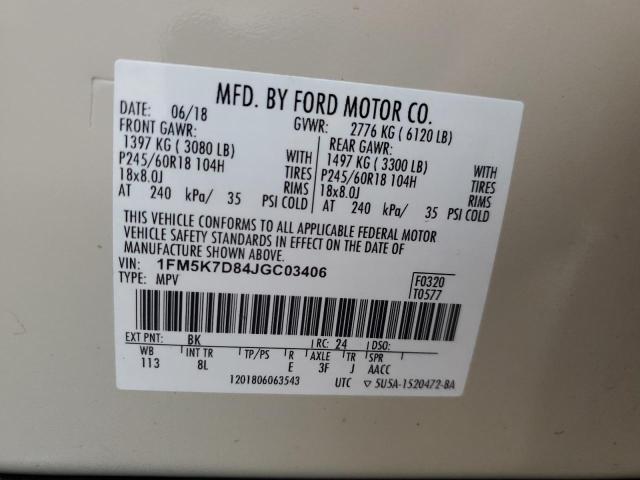 MFD. BY FORD MOTOR CO.
DATE: 06/18 GVWR: 2776 KG ( 6120 LB)
FRONT GAWR: REAR GAWR:
1397 KG ( 3080 LB) WITH 1497 KG ( 3300 LB) WITH
P245/60R18 104H TIRES P245/60R18 104H TIRES
18x8.0J RIMS 18x8.0J RIMS
AT 240 kPa/ 35 PSI COLD AT 240 kPa/ 35 PSI COLD
THIS VEHICLE CONFORMS TO ALL APPLICABLE FEDERAL MOTOR
VEHICLE SAFETY STANDARDS IN EFFECT ON THE DATE OF
MANUFACTURE SHOWN ABOVE.
VIN: 1FM5K7D84JGC03406 F0320
TYPE: MPV T0577
EXT PNT: BK RC: 24 DSO:
WB INT TR TP/PS R AXLE TR SPR
113 8L E 3F J AACC
1201806063543 UTC ▽ 5U5A-1520472-BA